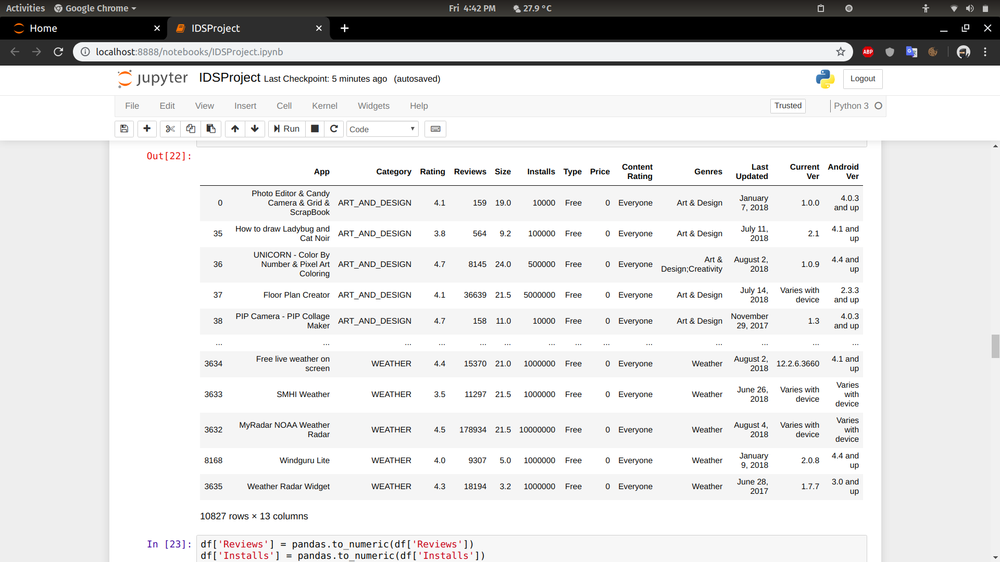 Activities Google Chrome Fri 4:42 PM 27.9 °C
Home IDSProject
localhost:8888/notebooks/IDSProject.ipynb ABP
jupyter IDSProject Last Checkpoint: 5 minutes ago (autosaved) Logout
File Edit View Insert Cell Kernel Widgets Help Trusted Python 3
Run Code
Out[22]:
App Category Rating Reviews Size Installs Type Price Content Rating Genres Last Updated Current Ver Android Ver
0 Photo Editor & Candy Camera & Grid & ScrapBook ART_AND_DESIGN 4.1 159 19.0 10000 Free 0 Everyone Art & Design January 7, 2018 1.0.0 4.0.3 and up
35 How to draw Ladybug and Cat Noir ART_AND_DESIGN 3.8 564 9.2 100000 Free 0 Everyone Art & Design July 11, 2018 2.1 4.1 and up
36 UNICORN - Color By Number & Pixel Art Coloring ART_AND_DESIGN 4.7 8145 24.0 500000 Free 0 Everyone Art & Design;Creativity August 2, 2018 1.0.9 4.4 and up
37 Floor Plan Creator ART_AND_DESIGN 4.1 36639 21.5 5000000 Free 0 Everyone Art & Design July 14, 2018 Varies with device 2.3.3 and up
38 PIP Camera - PIP Collage Maker ART_AND_DESIGN 4.7 158 11.0 10000 Free 0 Everyone Art & Design November 29, 2017 1.3 4.0.3 and up
... ... ... ... ... ... ... ... ... ... ... ... ... ...
3634 Free live weather on screen WEATHER 4.4 15370 21.0 1000000 Free 0 Everyone Weather August 2, 2018 12.2.6.3660 4.1 and up
3633 SMHI Weather WEATHER 3.5 11297 21.5 1000000 Free 0 Everyone Weather June 26, 2018 Varies with device Varies with device
3632 MyRadar NOAA Weather Radar WEATHER 4.5 178934 21.5 10000000 Free 0 Everyone Weather August 4, 2018 Varies with device Varies with device
8168 Windguru Lite WEATHER 4.0 9307 5.0 1000000 Free 0 Everyone Weather January 9, 2018 2.0.8 4.4 and up
3635 Weather Radar Widget WEATHER 4.3 18194 3.2 1000000 Free 0 Everyone Weather June 28, 2017 1.7.7 3.0 and up
10827 rows × 13 columns
In [23]: df['Reviews'] = pandas.to_numeric(df['Reviews'])
df['Installs'] = pandas.to_numeric(df['Installs'])